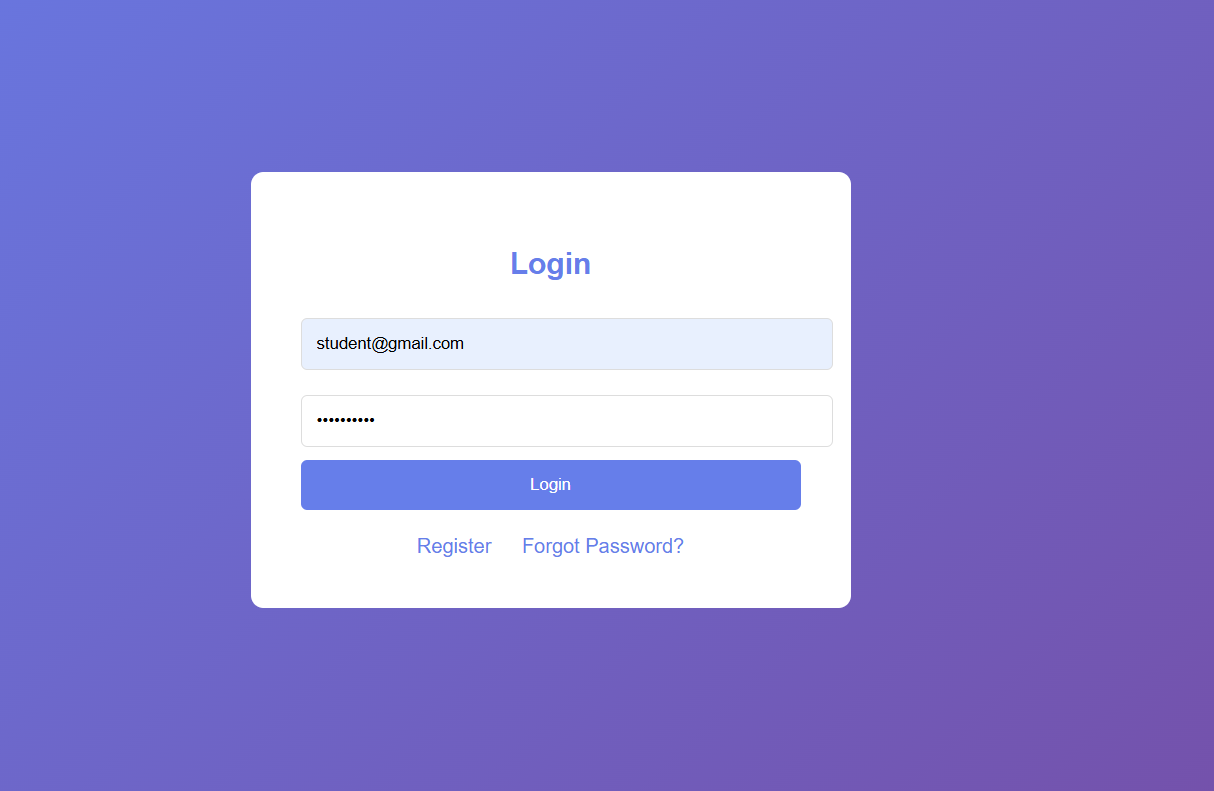 Login
student@gmail.com
••••••••••
Login
Register Forgot Password?